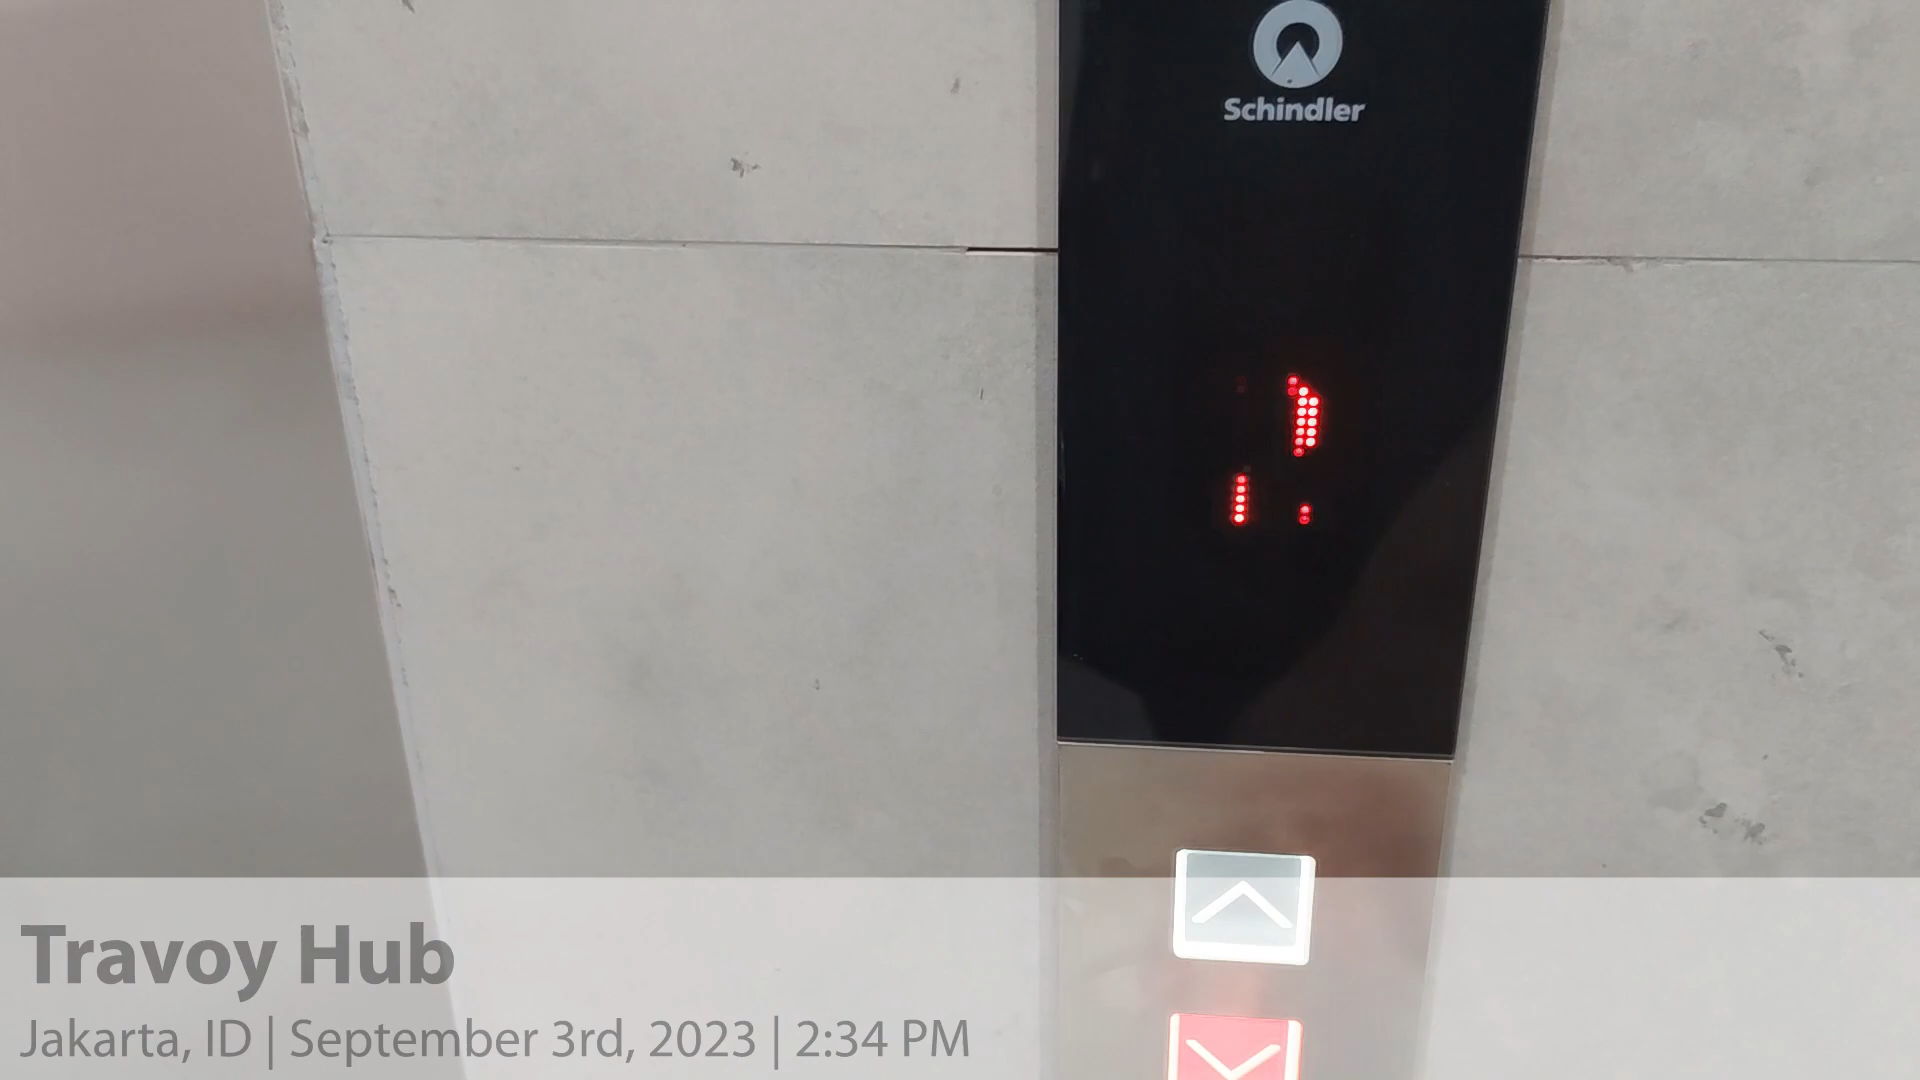 Schindler
Travoy Hub
Jakarta, ID | September 3rd, 2023 | 2:34 PM